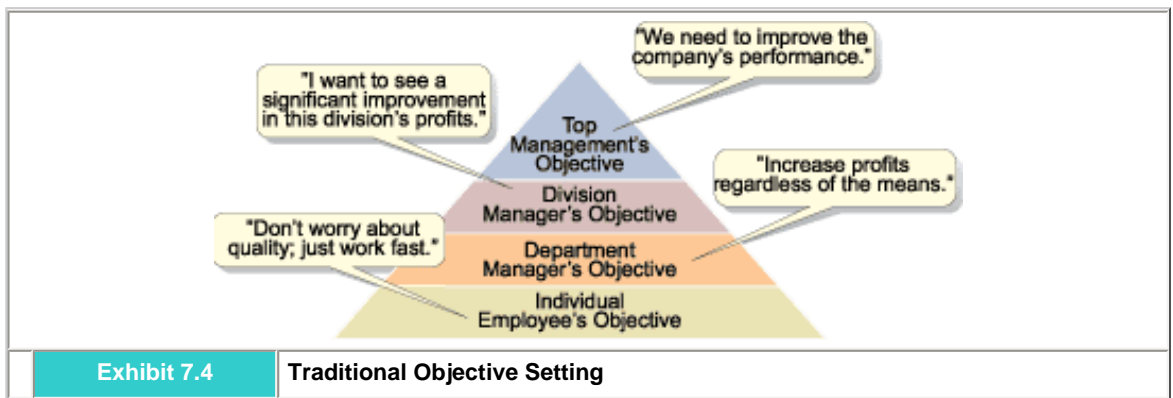 "We need to improve the
company's performance."
"I want to see a
significant improvement
in this division's profits."
Top
Management's
Objective
"Increase profits
regardless of the means."
Division
Manager's Objective
"Don't worry about
quality; just work fast."
Department
Manager's Objective
Individual
Employee's Objective
Exhibit 7.4
Traditional Objective Setting